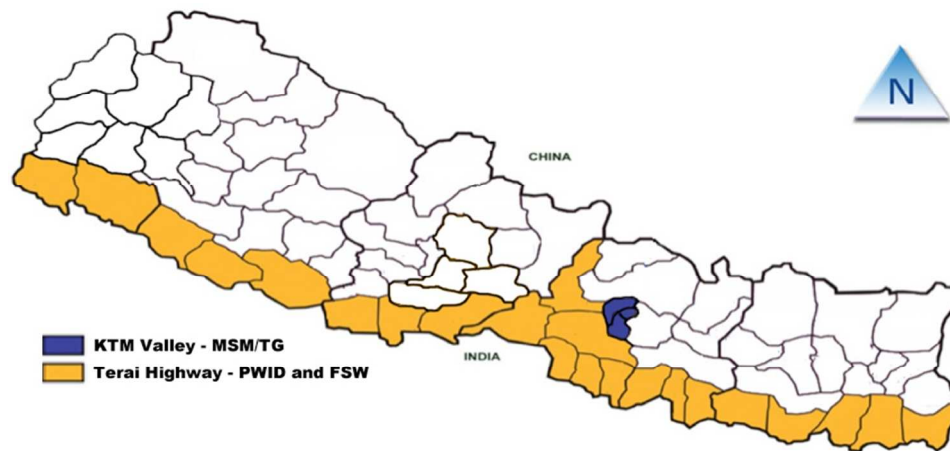 N
CHINA
INDIA
KTM Valley - MSM/TG
Terai Highway - PWID and FSW